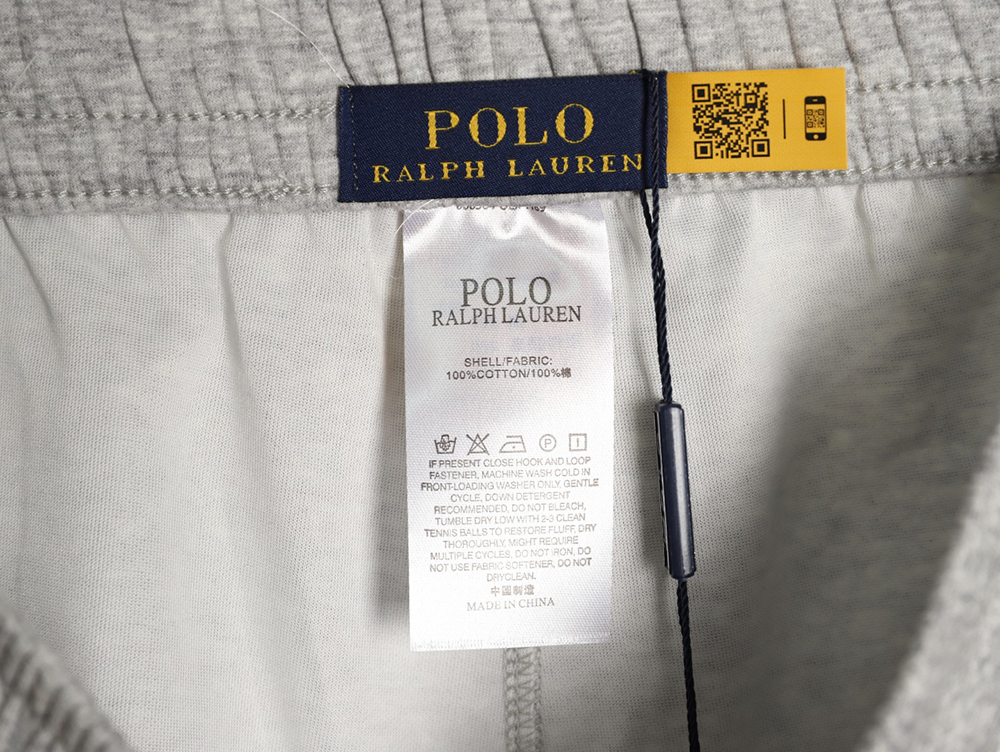 POLO
RALPH LAUREN
POLO
RALPH LAUREN
SHELL/FABRIC:
100%COTTON/100%棉
IF PRESENT CLOSE HOOK AND LOOP
FASTENER, MACHINE WASH COLD IN
FRONT-LOADING WASHER ONLY, GENTLE
CYCLE, DOWN DETERGENT
RECOMMENDED, DO NOT BLEACH,
TUMBLE DRY LOW WITH 2-3 CLEAN
TENNIS BALLS TO RESTORE FLUFF, DRY
THOROUGHLY, MIGHT REQUIRE
MULTIPLE CYCLES, DO NOT IRON, DO
NOT USE FABRIC SOFTENER, DO NOT
DRYCLEAN.
中国制造
MADE IN CHINA